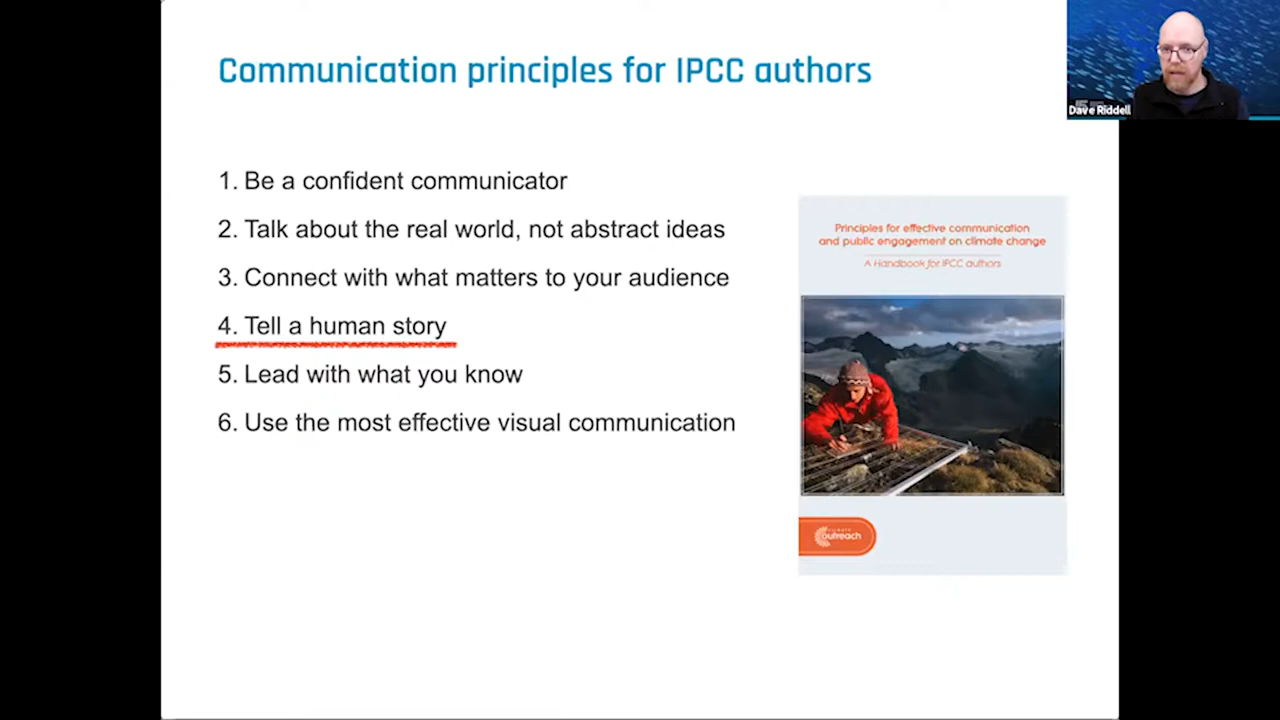 Communication principles for IPCC authors
Dave Riddell
1. Be a confident communicator
2. Talk about the real world, not abstract ideas
3. Connect with what matters to your audience
4. Tell a human story
5. Lead with what you know
6. Use the most effective visual communication
Principles for effective communication
and public engagement on climate change
A Handbook for IPCC authors
CLIMATE
outreach